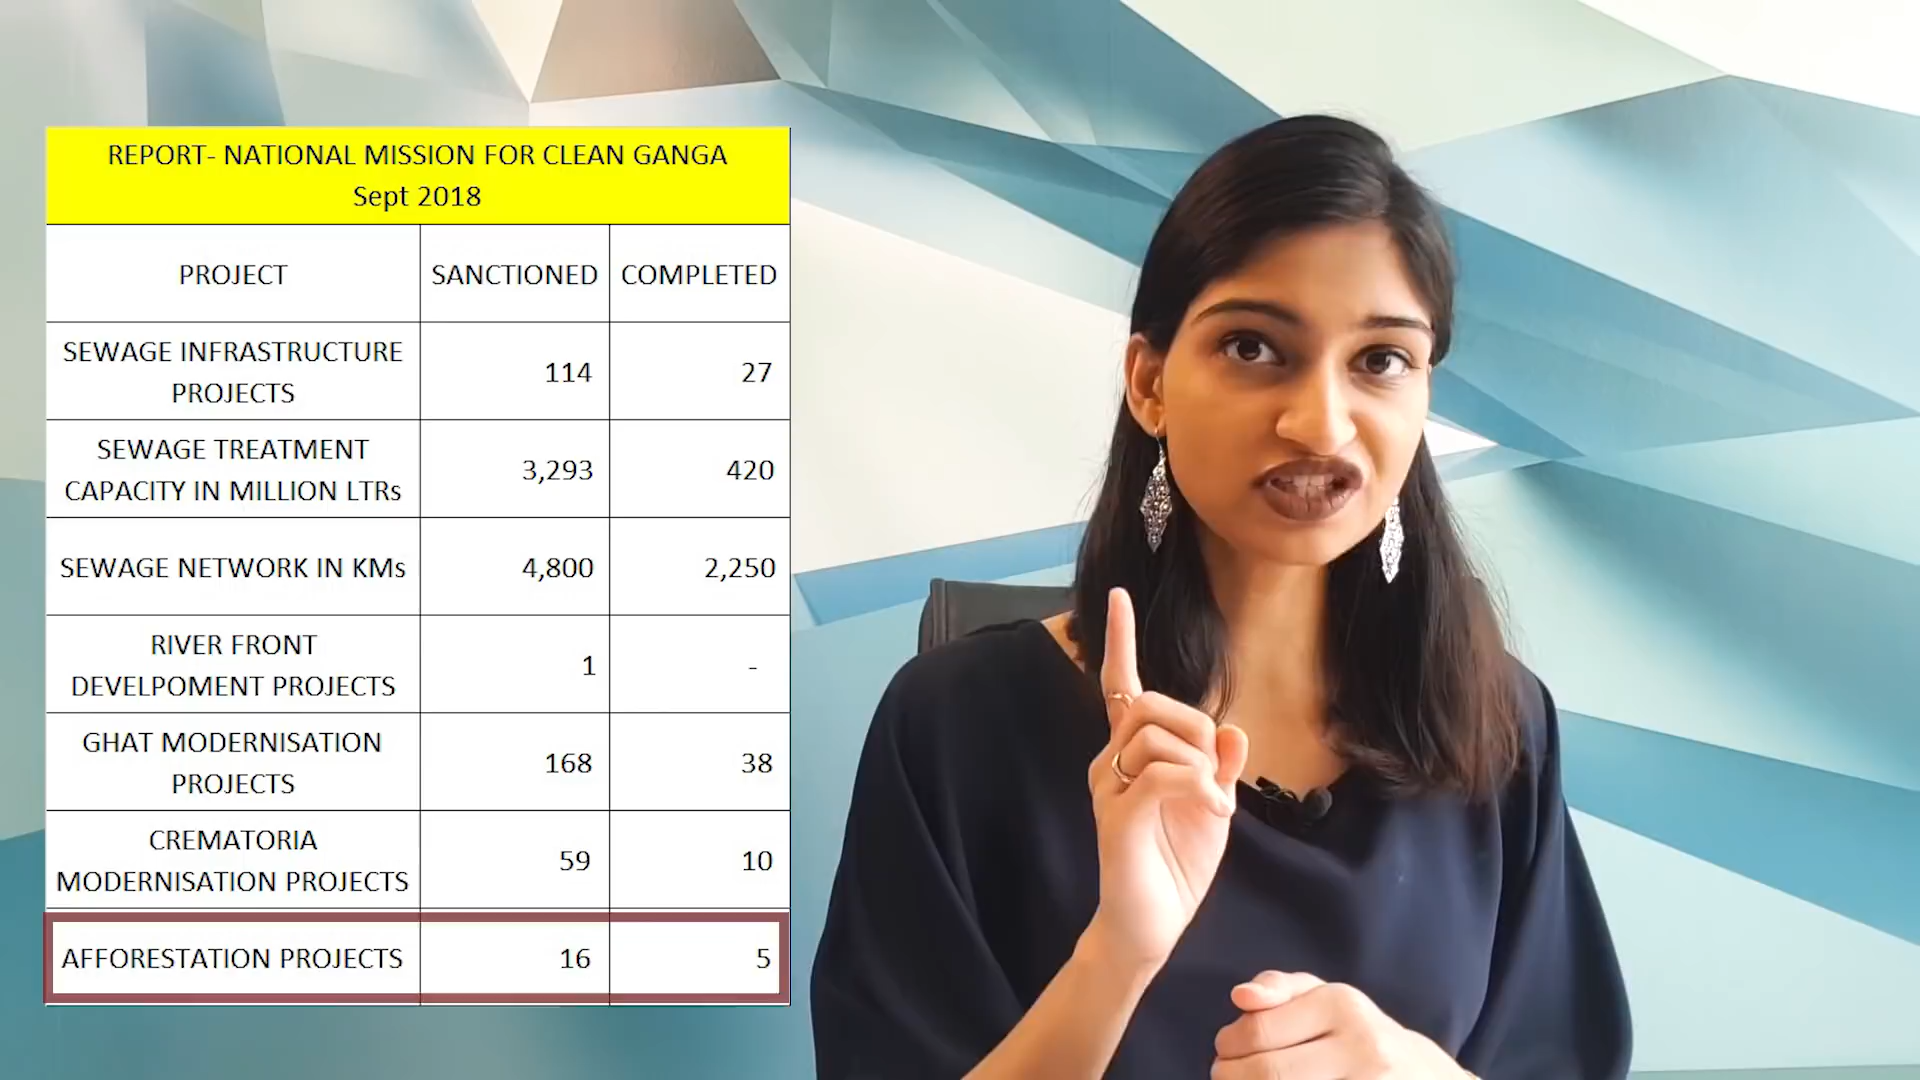 REPORT- NATIONAL MISSION FOR CLEAN GANGA
Sept 2018
PROJECT SANCTIONED COMPLETED
SEWAGE INFRASTRUCTURE
PROJECTS 114 27
SEWAGE TREATMENT
CAPACITY IN MILLION LTRs 3,293 420
SEWAGE NETWORK IN KMs 4,800 2,250
RIVER FRONT
DEVELPOMENT PROJECTS 1 -
GHAT MODERNISATION
PROJECTS 168 38
CREMATORIA
MODERNISATION PROJECTS 59 10
AFFORESTATION PROJECTS 16 5